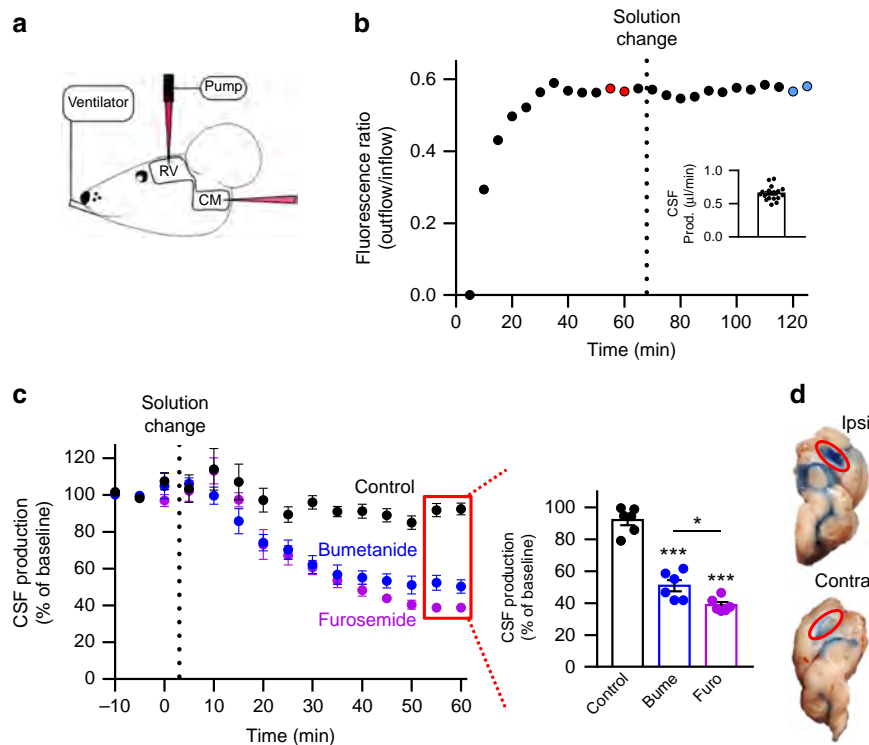 a
Ventilator
Pump
RV
CM
b
Solution
change
Fluorescence ratio
(outflow/inflow)
0.6
0.4
0.2
0.0
0
20
40
60
80
100
120
Time (min)
CSF
Prod. (µl/min)
1.0
0.5
0.0
c
Solution
change
CSF production
(% of baseline)
120
100
80
60
40
20
0
Control
Bumetanide
Furosemide
–10
0
10
20
30
40
50
60
Time (min)
CSF production
(% of baseline)
100
80
60
40
20
0
*
***
***
Control
Bume
Furo
d
Ipsi
Contra